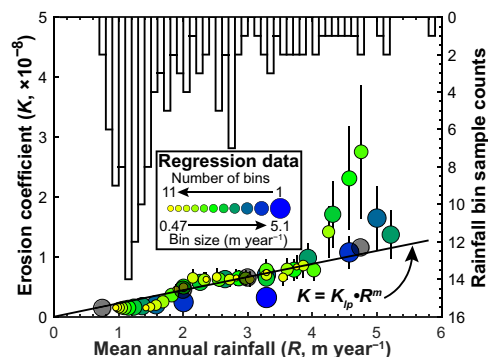 Erosion coefficient (K, ×10⁻⁸)
5
4
3
2
1
0
0
2
4
6
8
10
12
14
16
Rainfall bin sample counts
Regression data
Number of bins
11 1
0.47 5.1
Bin size (m year⁻¹)
K = Klp•Rᵐ
0 1 2 3 4 5 6
Mean annual rainfall (R, m year⁻¹)